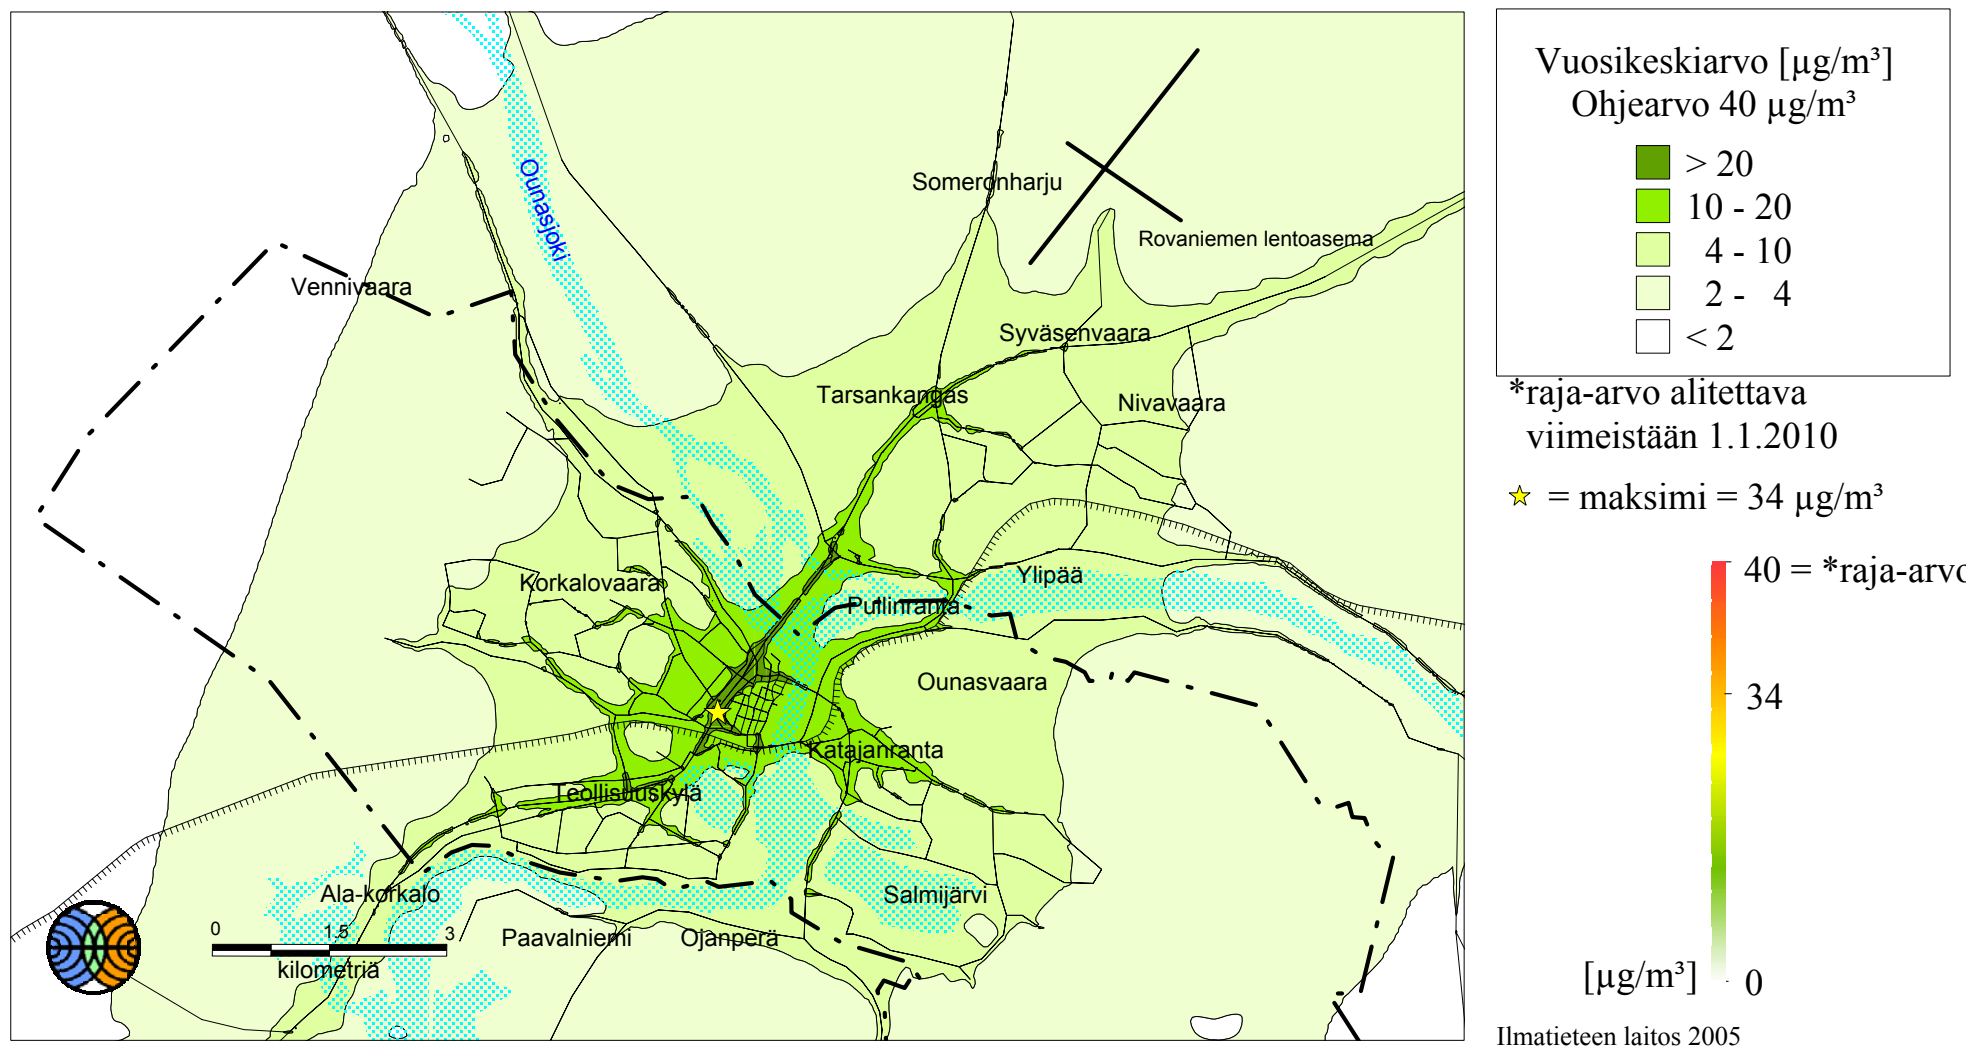 Ounasjoki
Someronharju
Rovaniemen lentoasema
Vennivaara
Syväsenvaara
Tarsankangas
Nivavaara
Korkalovaara
Ylipää
Pullinranta
Ounasvaara
Katajanranta
Teollisuuskylä
Ala-korkalo
Salmijärvi
Paavalniemi
Ojanperä
0 1.5 3
kilometriä
Vuosikeskiarvo [µg/m³]
Ohjearvo 40 µg/m³
> 20
10 - 20
4 - 10
2 - 4
< 2
*raja-arvo alitettava
viimeistään 1.1.2010
= maksimi = 34 µg/m³
40 = *raja-arvo
34
[µg/m³] 0
Ilmatieteen laitos 2005